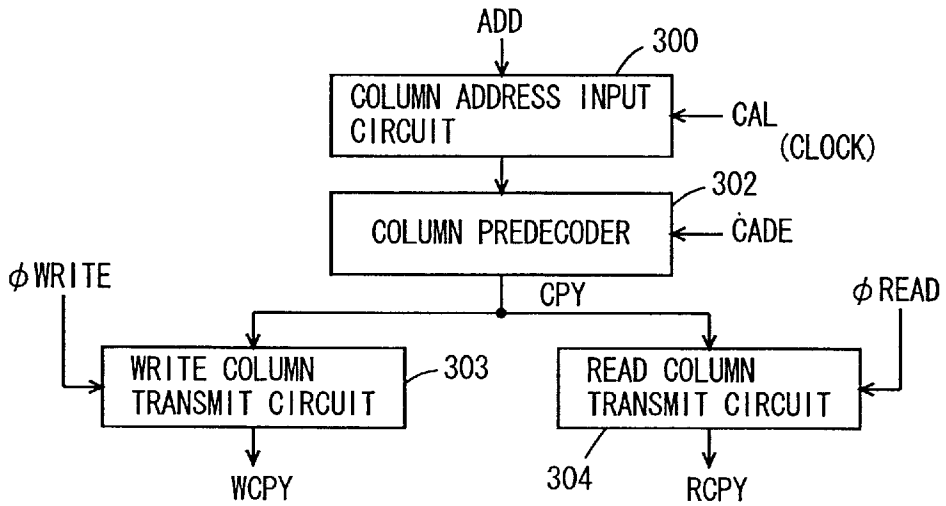 ADD
300
COLUMN ADDRESS INPUT
CIRCUIT
CAL
(CLOCK)
302
COLUMN PREDECODER
CADE
φWRITE
CPY
φREAD
WRITE COLUMN
TRANSMIT CIRCUIT
303
READ COLUMN
TRANSMIT CIRCUIT
304
WCPY
RCPY